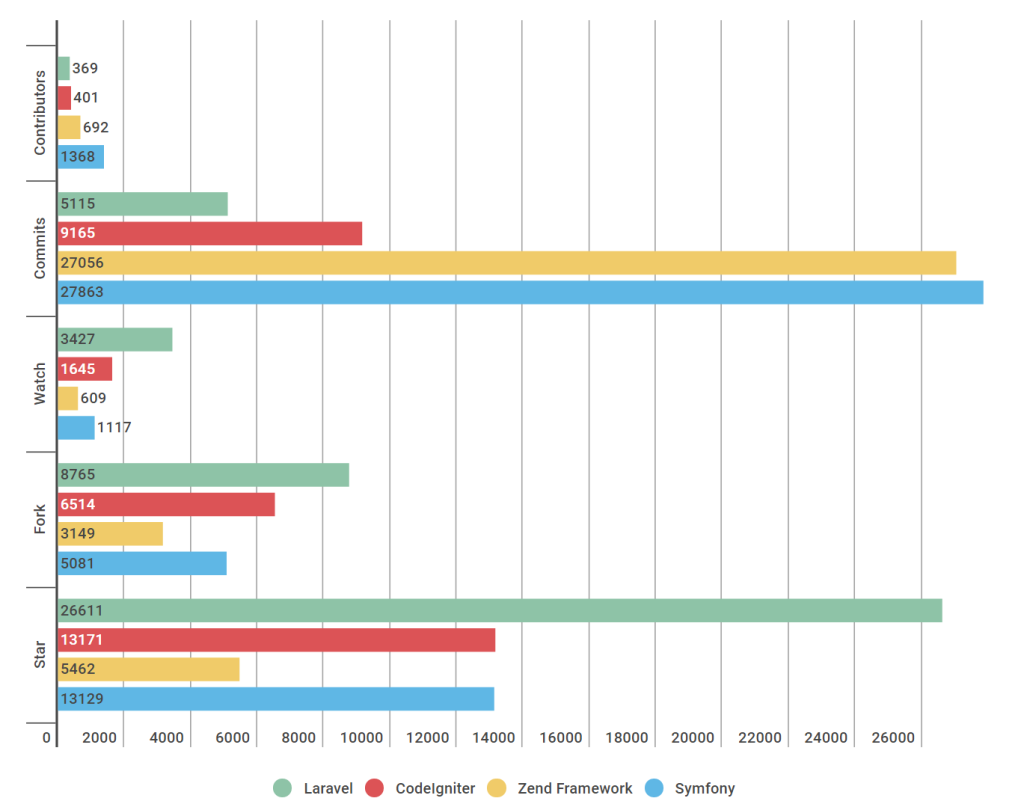 Contributors
369
401
692
1368
Commits
5115
9165
27056
27863
Watch
3427
1645
609
1117
Fork
8765
6514
3149
5081
Star
26611
13171
5462
13129
0 2000 4000 6000 8000 10000 12000 14000 16000 18000 20000 22000 24000 26000
Laravel CodeIgniter Zend Framework Symfony